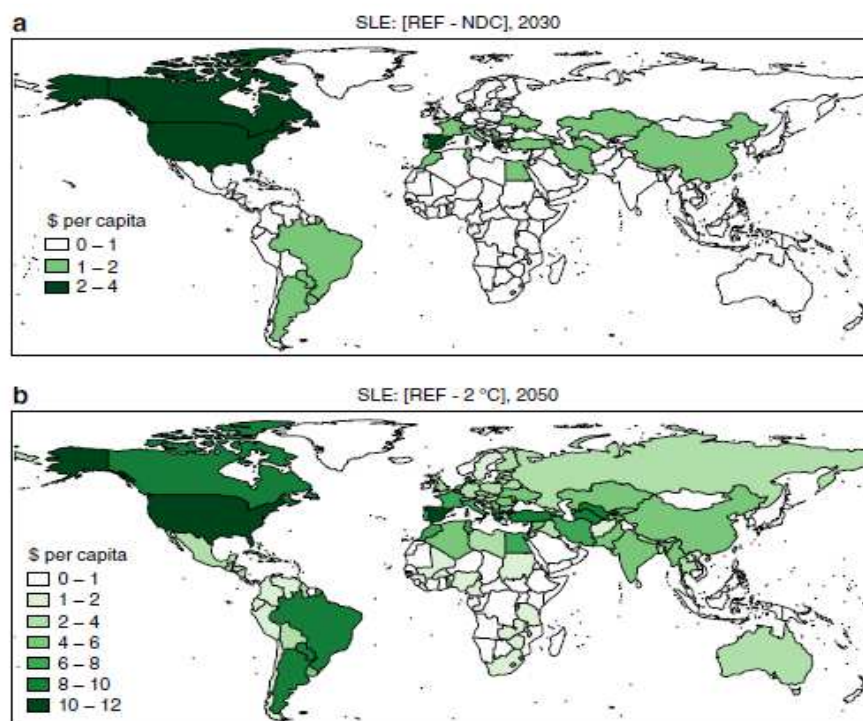 a
SLE: [REF - NDC], 2030
$ per capita
0 – 1
1 – 2
2 – 4
b
SLE: [REF - 2 °C], 2050
$ per capita
0 – 1
1 – 2
2 – 4
4 – 6
6 – 8
8 – 10
10 – 12